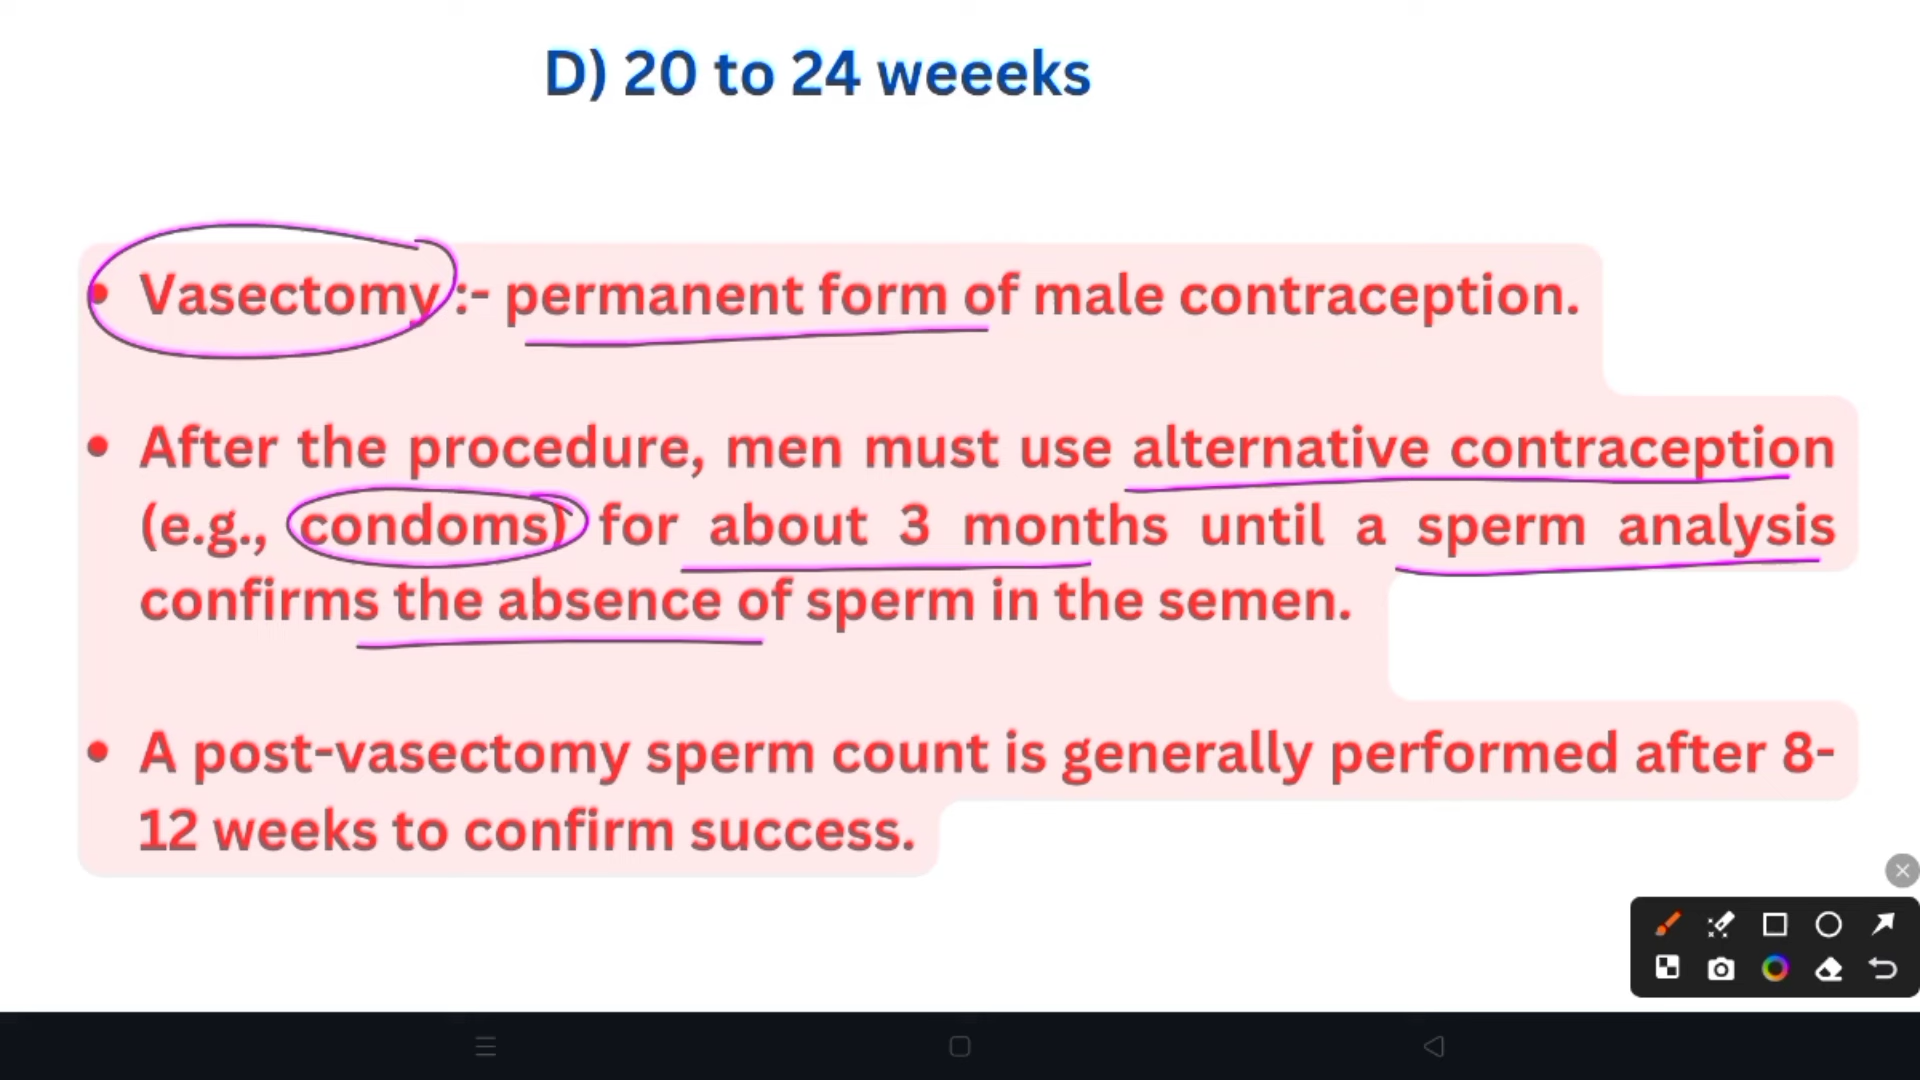 D) 20 to 24 weeeks
• Vasectomy :- permanent form of male contraception.
• After the procedure, men must use alternative contraception
(e.g., condoms) for about 3 months until a sperm analysis
confirms the absence of sperm in the semen.
• A post-vasectomy sperm count is generally performed after 8-
12 weeks to confirm success.